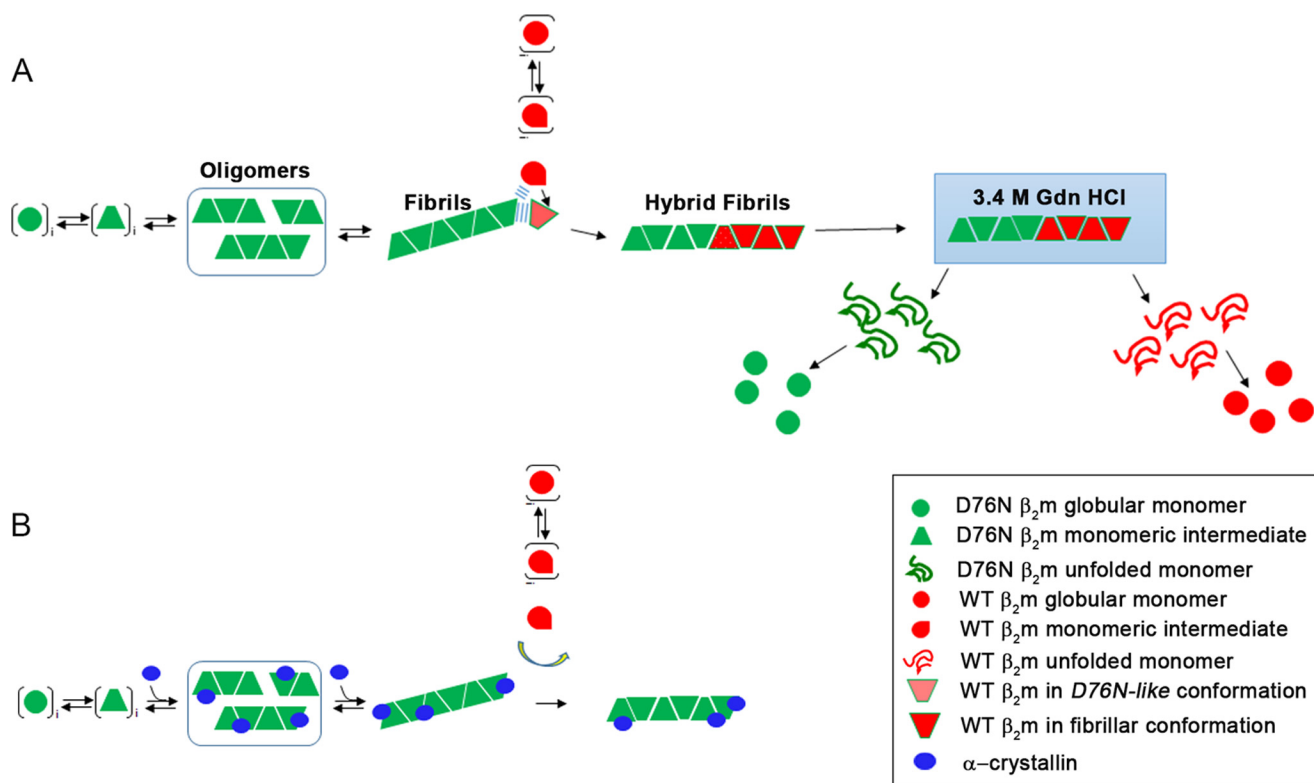 A
Oligomers
Fibrils
Hybrid Fibrils
3.4 M Gdn HCl
i
i
B
i
i
D76N β₂m globular monomer
D76N β₂m monomeric intermediate
D76N β₂m unfolded monomer
WT β₂m globular monomer
WT β₂m monomeric intermediate
WT β₂m unfolded monomer
WT β₂m in D76N-like conformation
WT β₂m in fibrillar conformation
α–crystallin